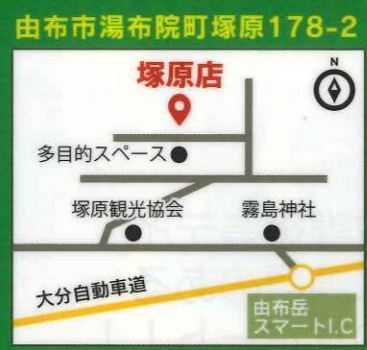 由布市湯布院町塚原178-2
塚原店
N
多目的スペース
塚原観光協会
霧島神社
大分自動車道
由布岳
スマートI.C